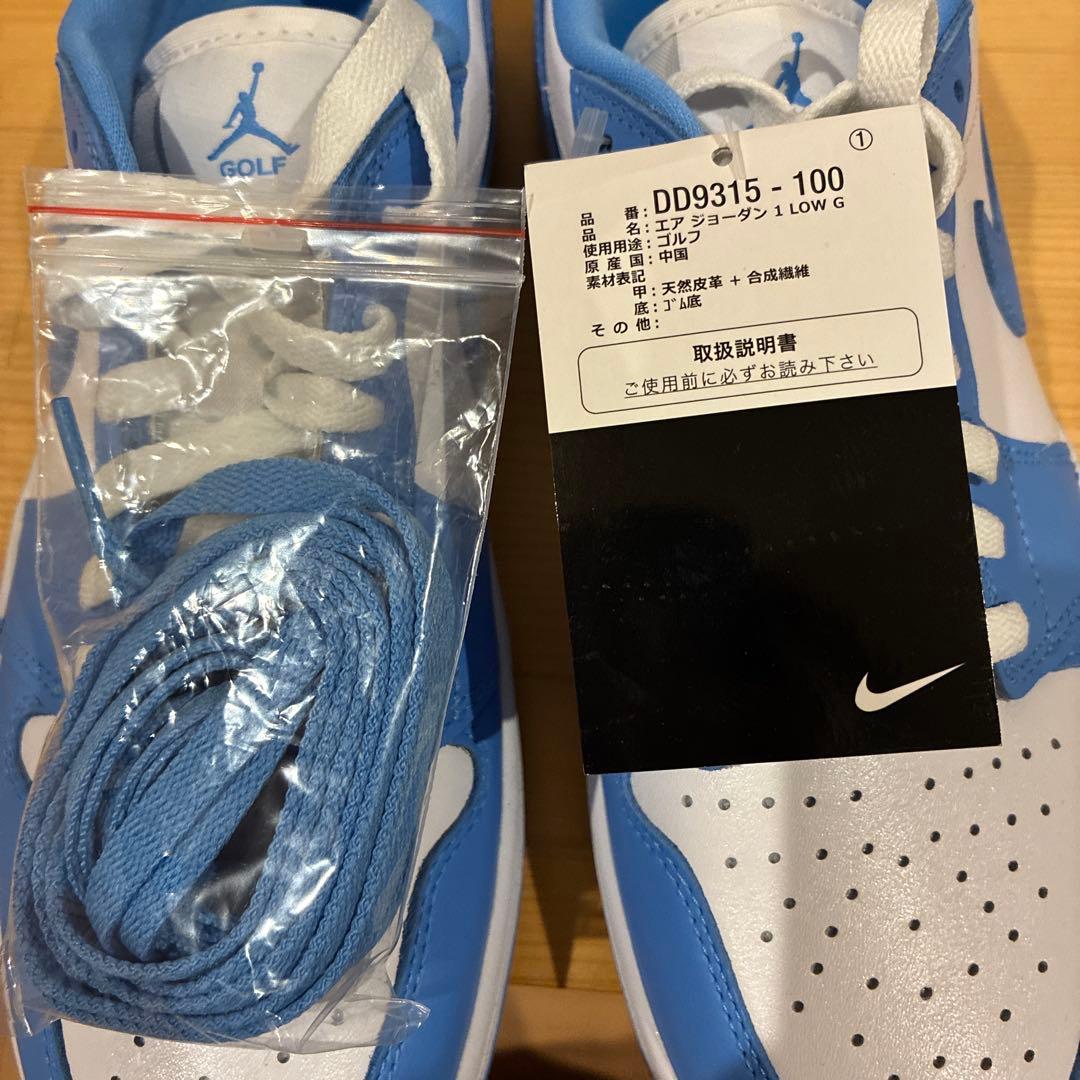 GOLF
①
品 番: DD9315 - 100
品 名: エア ジョーダン 1 LOW G
使用用途: ゴルフ
原 産 国: 中国
素材表記
甲: 天然皮革 + 合成繊維
底: ゴム底
そ の 他:
取扱説明書
ご使用前に必ずお読み下さい